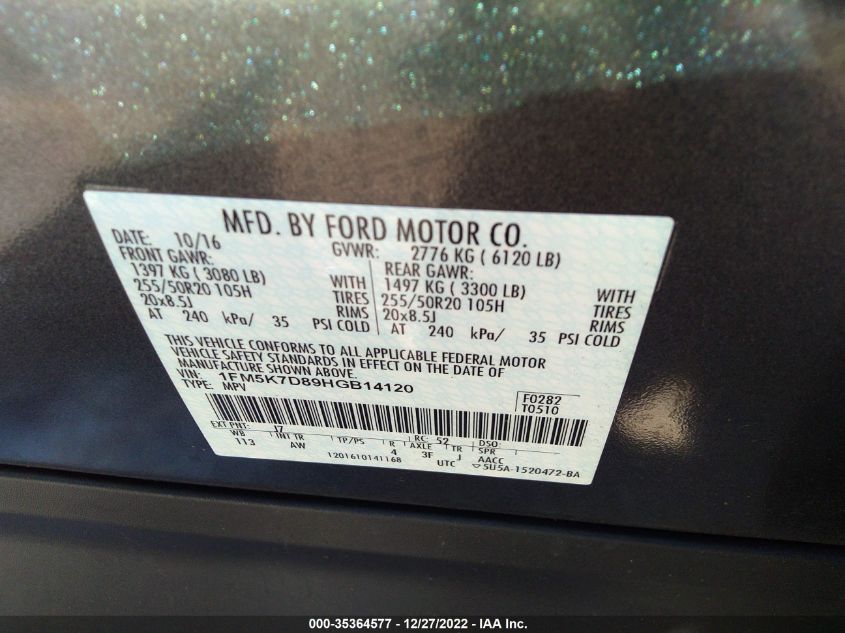 MFD. BY FORD MOTOR CO.
DATE: 10/16 GVWR: 2776 KG ( 6120 LB)
FRONT GAWR: REAR GAWR:
1397 KG ( 3080 LB) WITH 1497 KG ( 3300 LB) WITH
255/50R20 105H TIRES 255/50R20 105H TIRES
20x8.5J RIMS 20x8.5J RIMS
AT 240 kPa/ 35 PSI COLD AT 240 kPa/ 35 PSI COLD
THIS VEHICLE CONFORMS TO ALL APPLICABLE FEDERAL MOTOR
VEHICLE SAFETY STANDARDS IN EFFECT ON THE DATE OF
MANUFACTURE SHOWN ABOVE.
VIN: 1FM5K7D89HGB14120
TYPE: MPV
F0282
T0510
EXT PNT: J7 RC: 52 DSO:
WB INT TR TP/PS R AXLE TR SPR
113 AW 4 3F J AACC
1201610141168 UTC ▽5U5A-1520472-BA
000-35364577 - 12/27/2022 - IAA Inc.